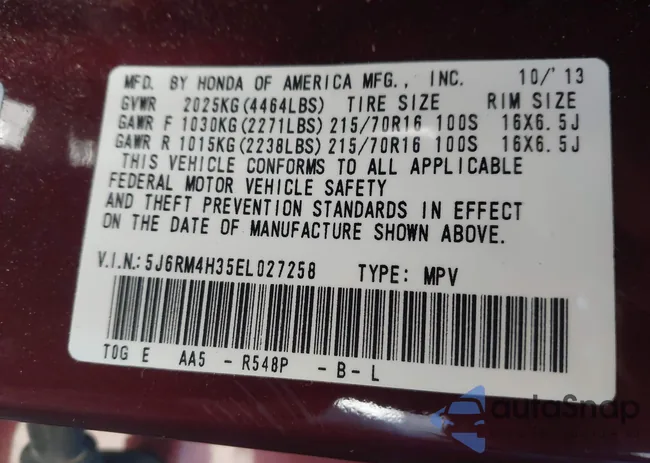 MFD. BY HONDA OF AMERICA MFG., INC. 10/'13
GVWR 2025KG(4464LBS) TIRE SIZE RIM SIZE
GAWR F 1030KG(2271LBS) 215/70R16 100S 16X6.5J
GAWR R 1015KG(2238LBS) 215/70R16 100S 16X6.5J
THIS VEHICLE CONFORMS TO ALL APPLICABLE
FEDERAL MOTOR VEHICLE SAFETY
AND THEFT PREVENTION STANDARDS IN EFFECT
ON THE DATE OF MANUFACTURE SHOWN ABOVE.
V.I.N.: 5J6RM4H35EL027258 TYPE: MPV
TOG E AA5 - R548P - B - L
autoSnap